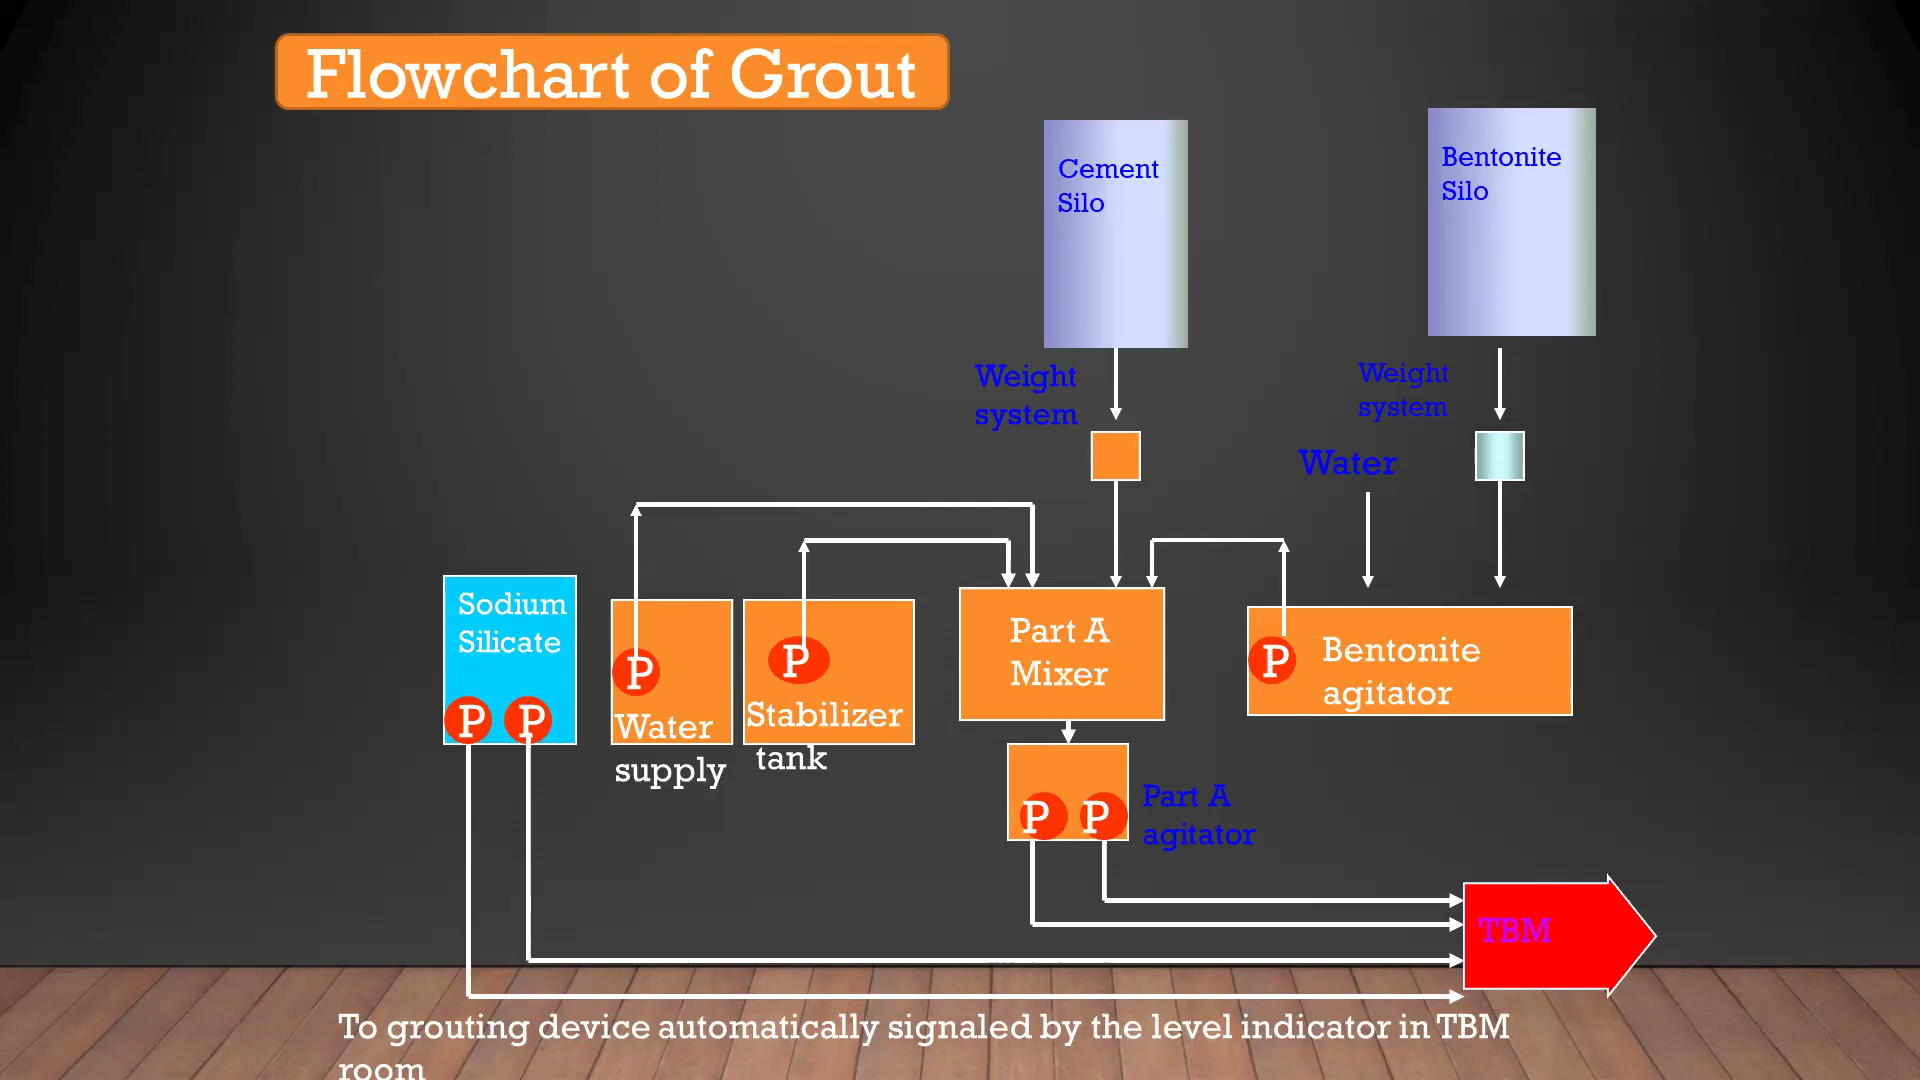 Flowchart of Grout
Cement
Silo
Bentonite
Silo
Weight
system
Weight
system
Water
Sodium
Silicate
P
P
P
Water
supply
P
Stabilizer
tank
Part A
Mixer
P
Bentonite
agitator
P
P
Part A
agitator
TBM
To grouting device automatically signaled by the level indicator in TBM
room